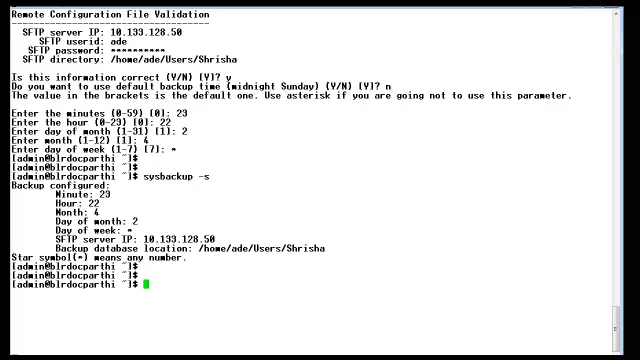 Remote Configuration File Validation
------------------------------------
SFTP server IP: 10.133.128.50
SFTP userid: ade
SFTP password: **********
SFTP directory: /home/ade/Users/Shrisha
Is this information correct (Y/N) [Y]? y
Do you want to use default backup time (midnight Sunday) (Y/N) [Y]? n
The value in the brackets is the default one. Use asterisk if you are going not to use this parameter.
Enter the minutes (0-59) [0]: 23
Enter the hour (0-23) [0]: 22
Enter day of month (1-31) [1]: 2
Enter month (1-12) [1]: 4
Enter day of week (1-7) [7]: *
[admin@blrdocparthi ~]$
[admin@blrdocparthi ~]$
[admin@blrdocparthi ~]$ sysbackup -s
Backup configured:
Minute: 23
Hour: 22
Month: 4
Day of month: 2
Day of week: *
SFTP server IP: 10.133.128.50
Backup database location: /home/ade/Users/Shrisha
Star symbol(*) means any number.
[admin@blrdocparthi ~]$
[admin@blrdocparthi ~]$
[admin@blrdocparthi ~]$